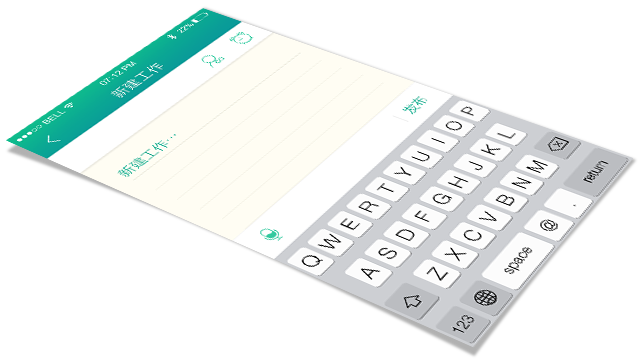 BELL 07:12 PM 22%
新建工作
新建工作...
发布
Q W E R T Y U I O P
A S D F G H J K L
Z X C V B N M
123 space @ . return